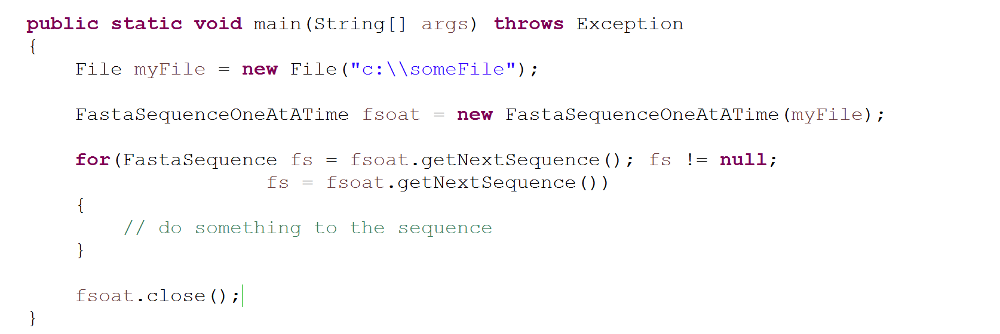 public static void main(String[] args) throws Exception
{
    File myFile = new File("c:\\someFile");
    FastaSequenceOneAtATime fsoat = new FastaSequenceOneAtATime(myFile);
    for(FastaSequence fs = fsoat.getNextSequence(); fs != null;
                    fs = fsoat.getNextSequence())
    {
        // do something to the sequence
    }
    fsoat.close();
}